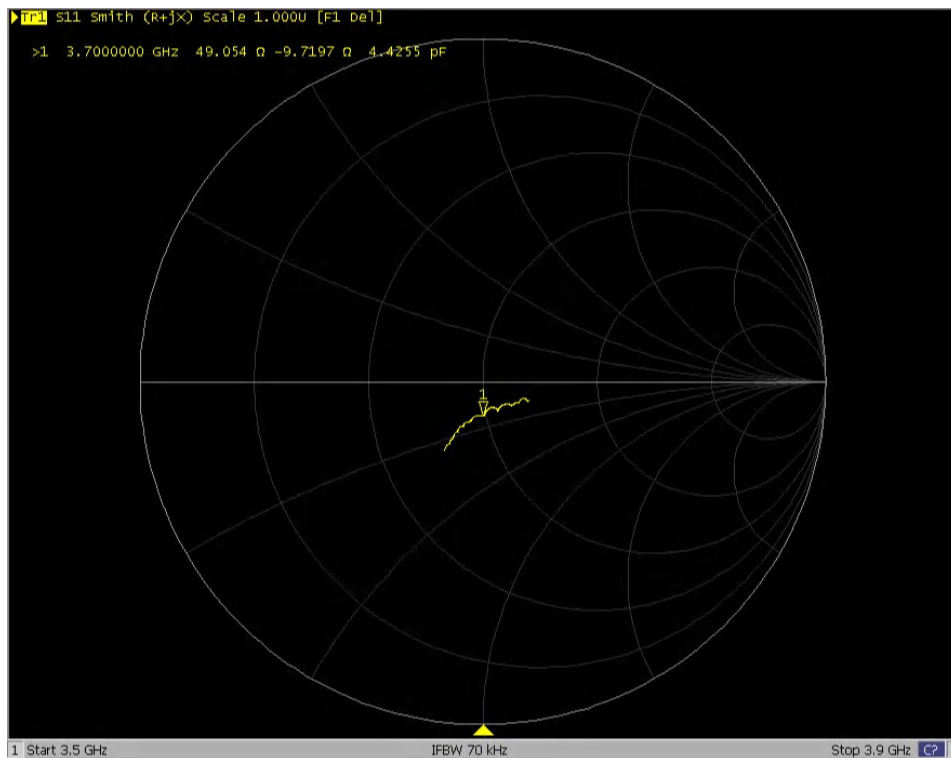 Tr1 S11 Smith (R+jX) Scale 1.000U [F1 Del]
>1 3.7000000 GHz 49.054 Ω -9.7197 Ω 4.4255 pF
1
1 Start 3.5 GHz IFBW 70 kHz Stop 3.9 GHz C?